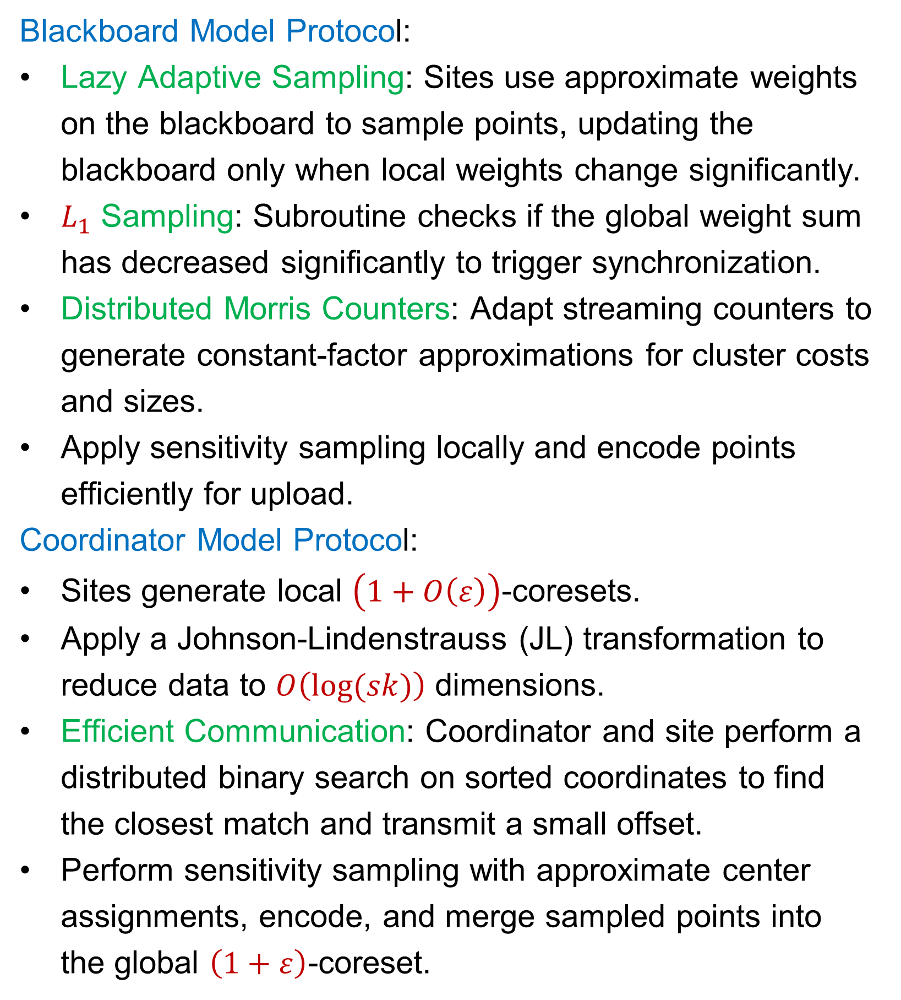 Blackboard Model Protocol:
• Lazy Adaptive Sampling: Sites use approximate weights
on the blackboard to sample points, updating the
blackboard only when local weights change significantly.
• L₁ Sampling: Subroutine checks if the global weight sum
has decreased significantly to trigger synchronization.
• Distributed Morris Counters: Adapt streaming counters to
generate constant-factor approximations for cluster costs
and sizes.
• Apply sensitivity sampling locally and encode points
efficiently for upload.
Coordinator Model Protocol:
• Sites generate local (1 + O(ε))-coresets.
• Apply a Johnson-Lindenstrauss (JL) transformation to
reduce data to O(log(sk)) dimensions.
• Efficient Communication: Coordinator and site perform a
distributed binary search on sorted coordinates to find
the closest match and transmit a small offset.
• Perform sensitivity sampling with approximate center
assignments, encode, and merge sampled points into
the global (1 + ε)-coreset.